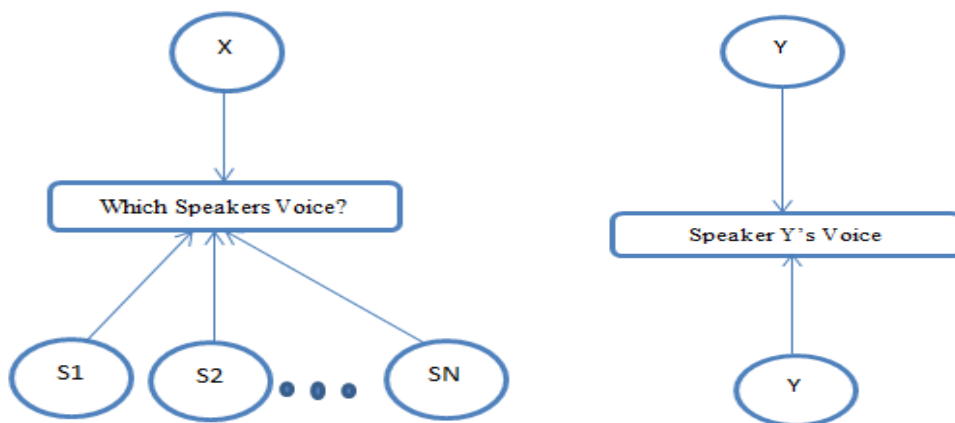 X
Which Speakers Voice?
S1
S2
SN
Y
Speaker Y's Voice
Y